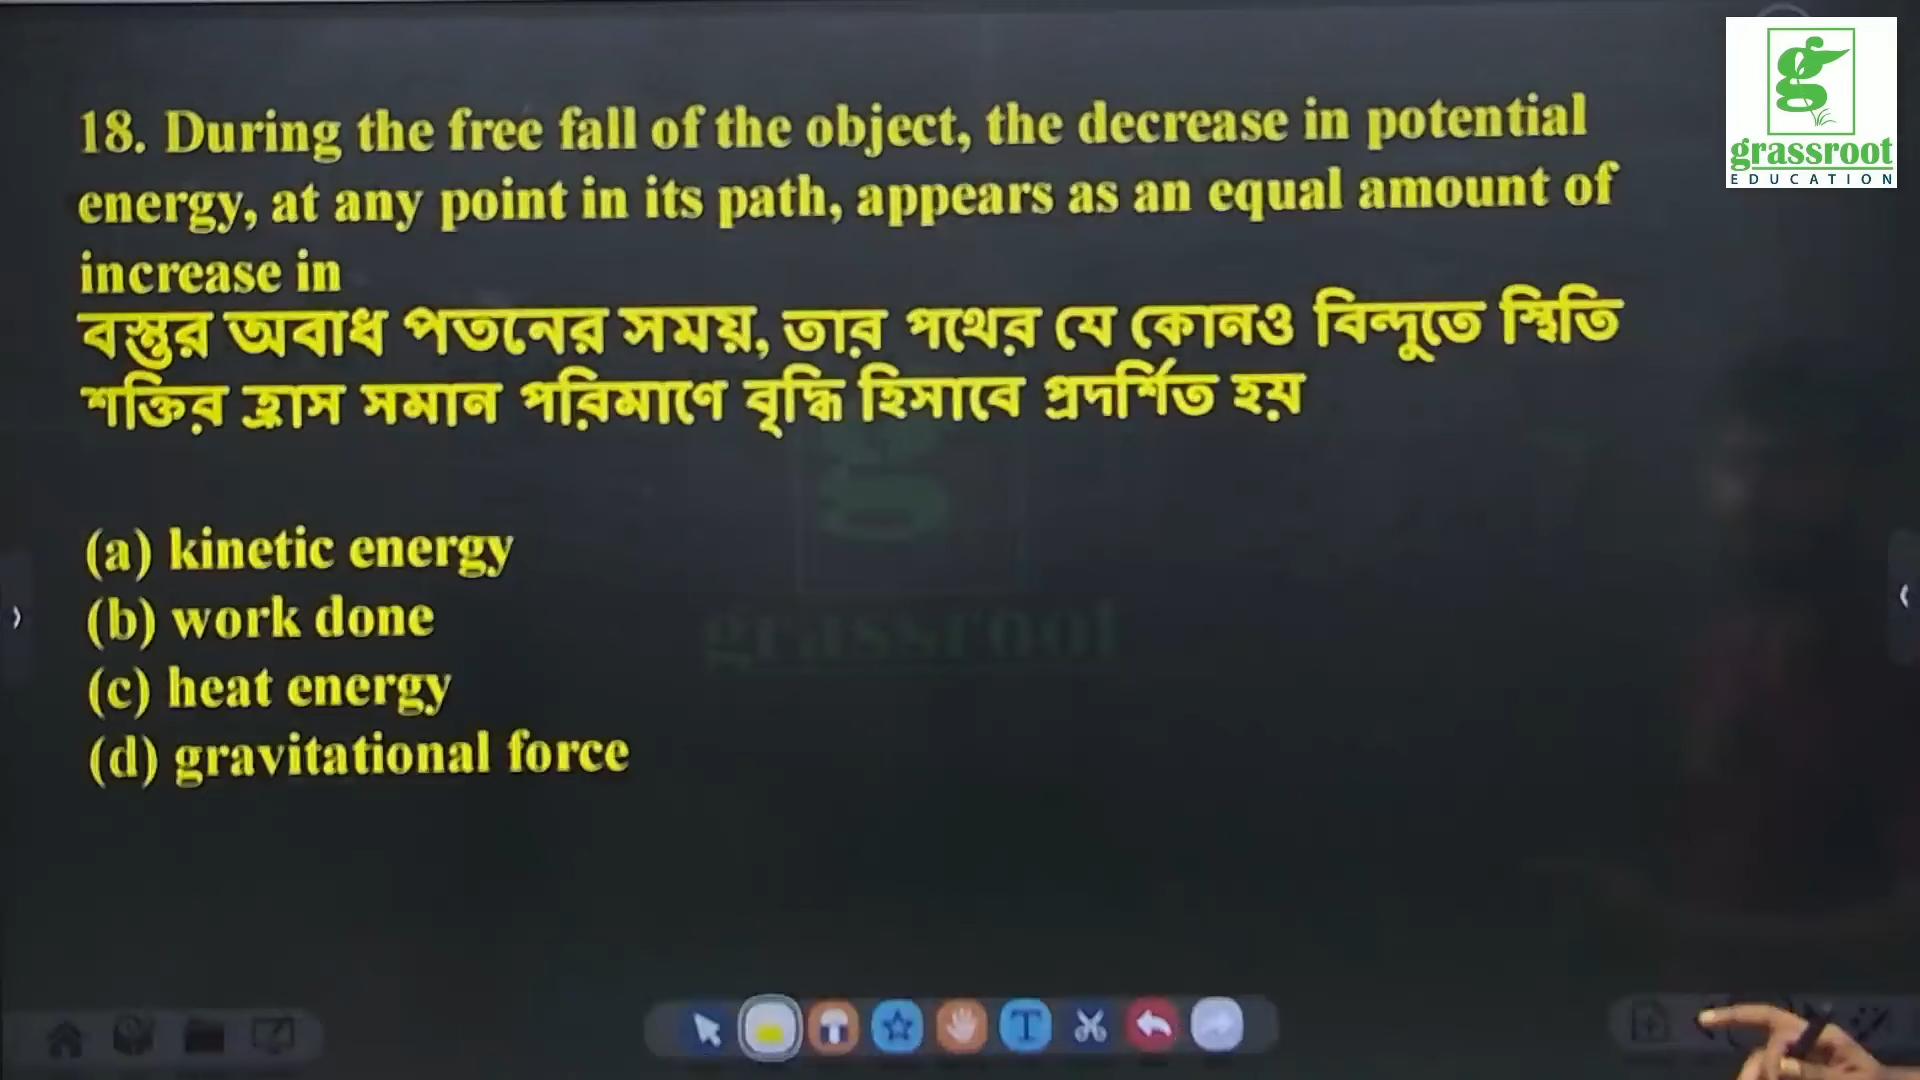 18. During the free fall of the object, the decrease in potential
energy, at any point in its path, appears as an equal amount of
increase in
বস্তুর অবাধ পতনের সময়, তার পথের যে কোনও বিন্দুতে স্থিতি
শক্তির হ্রাস সমান পরিমাণে বৃদ্ধি হিসাবে প্রদর্শিত হয়
(a) kinetic energy
(b) work done
(c) heat energy
(d) gravitational force
grassroot
EDUCATION
grassroot